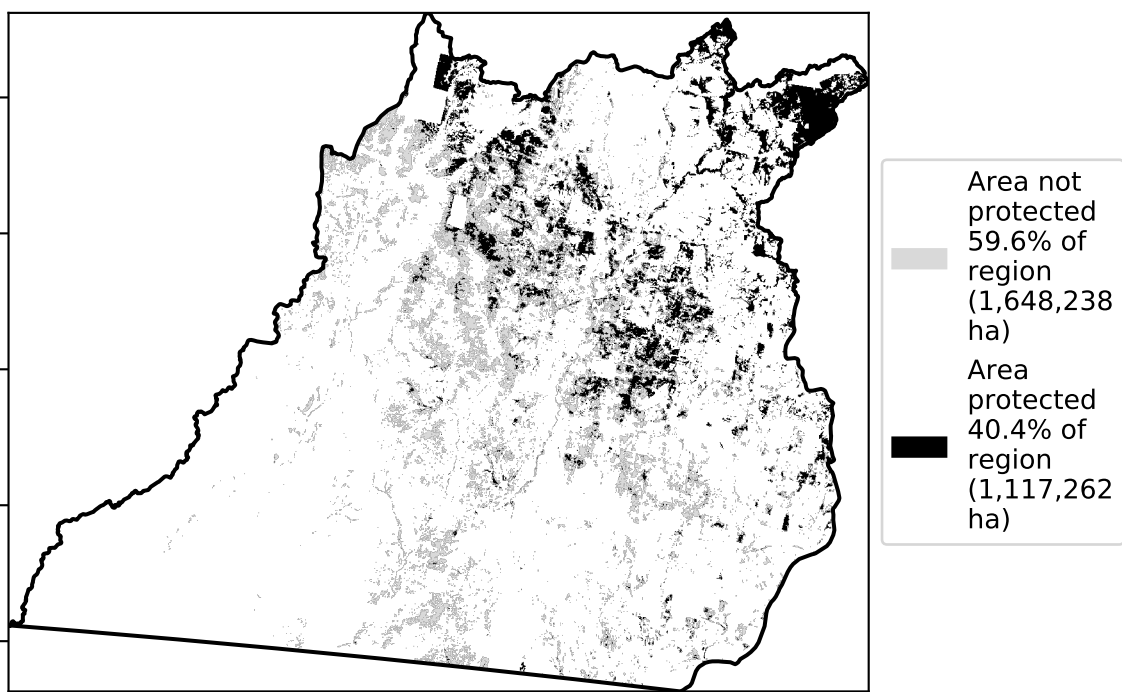 Area not
protected
59.6% of
region
(1,648,238
ha)
Area
protected
40.4% of
region
(1,117,262
ha)